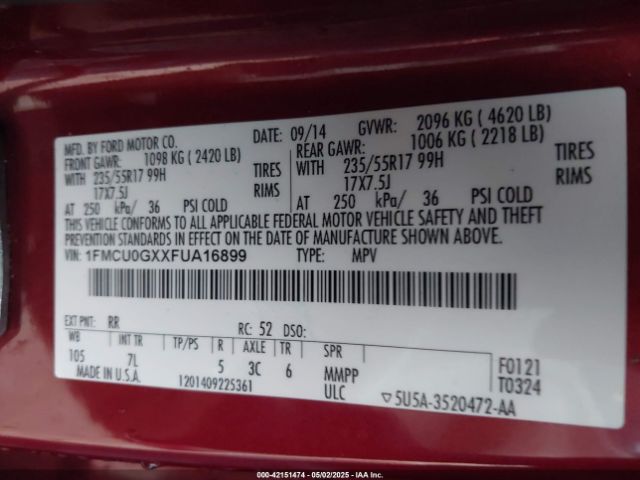 MFD. BY FORD MOTOR CO. DATE: 09/14 GVWR: 2096 KG ( 4620 LB)
FRONT GAWR: 1098 KG ( 2420 LB) REAR GAWR: 1006 KG ( 2218 LB)
WITH 235/55R17 99H TIRES WITH 235/55R17 99H TIRES
17X7.5J RIMS 17X7.5J RIMS
AT 250 kPa/ 36 PSI COLD AT 250 kPa/ 36 PSI COLD
THIS VEHICLE CONFORMS TO ALL APPLICABLE FEDERAL MOTOR VEHICLE SAFETY AND THEFT
PREVENTION STANDARDS IN EFFECT ON THE DATE OF MANUFACTURE SHOWN ABOVE.
VIN: 1FMCU0GXXFUA16899 TYPE: MPV
EXT PNT: RR RC: 52 DSO:
WB INT TR TP/PS R AXLE TR SPR
105 7L 5 3C 6 MMPP F0121
MADE IN U.S.A. ULC T0324
1201409225361 ▽5U5A-3520472-AA
(C) IAA, Inc.
000-42151474 | 05/02/2025 | IAAI.com